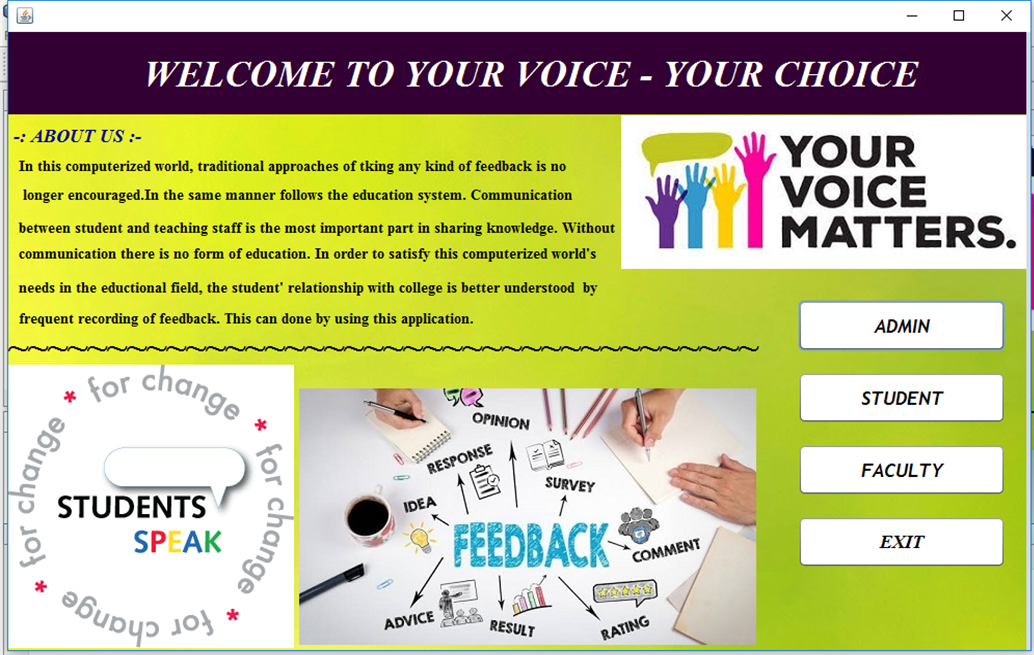 WELCOME TO YOUR VOICE - YOUR CHOICE
-: ABOUT US :-
In this computerized world, traditional approaches of tking any kind of feedback is no
longer encouraged.In the same manner follows the education system. Communication
between student and teaching staff is the most important part in sharing knowledge. Without
communication there is no form of education. In order to satisfy this computerized world's
needs in the eductional field, the student' relationship with college is better understood by
frequent recording of feedback. This can done by using this application.
YOUR
VOICE
MATTERS.
ADMIN
STUDENT
FACULTY
EXIT
for change
* for change
* for change
* for change
* for change
STUDENTS
SPEAK
OPINION
RESPONSE
SURVEY
IDEA
FEEDBACK
COMMENT
ADVICE
RESULT
RATING